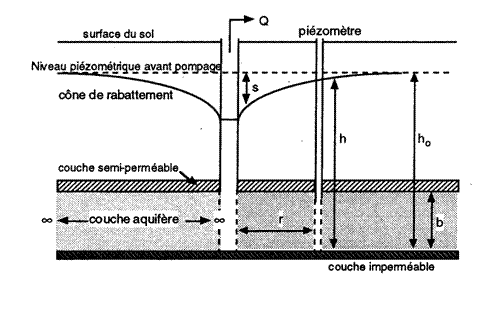 Q
surface du sol
piézomètre
Niveau piézométrique avant pompage
s
cône de rabattement
h
h₀
couche semi-perméable
∞ couche aquifère ∞
r
b
couche imperméable